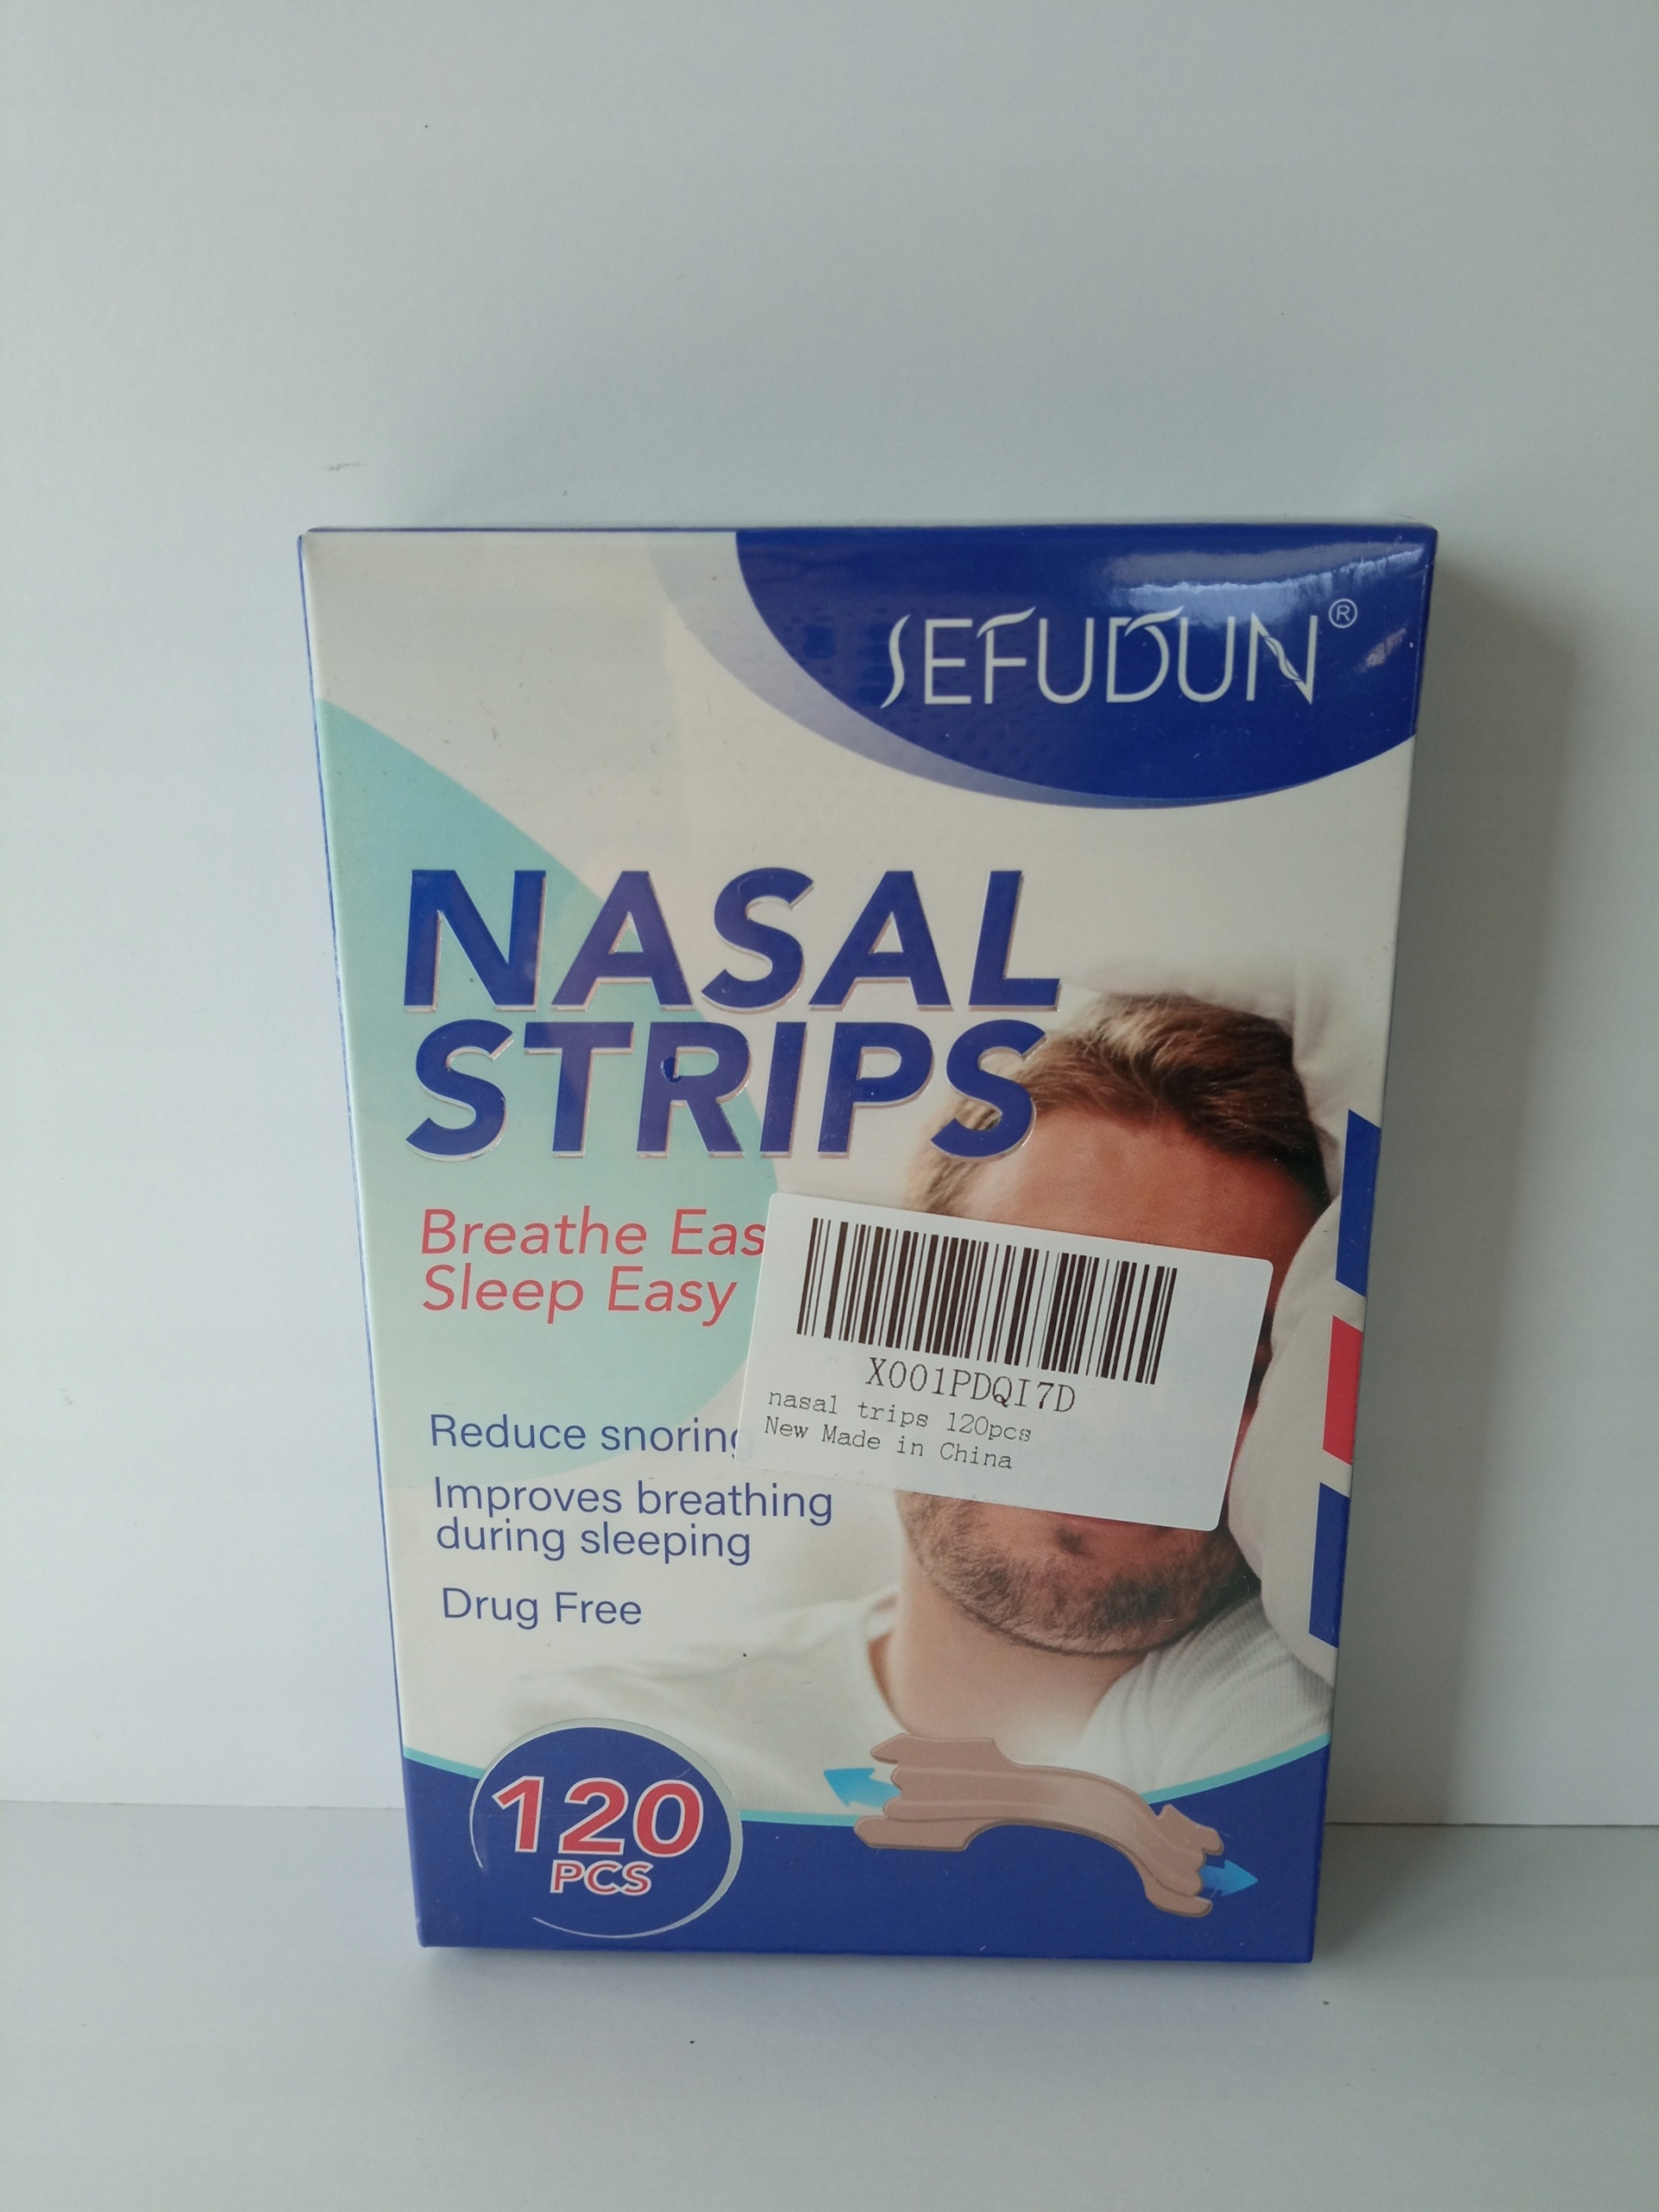 SEFUDUN®
NASAL
STRIPS
Breathe Eas
Sleep Easy
X001PDQI7D
nasal trips 120pcs
New Made in China
Reduce snoring
Improves breathing
during sleeping
Drug Free
120
PCS